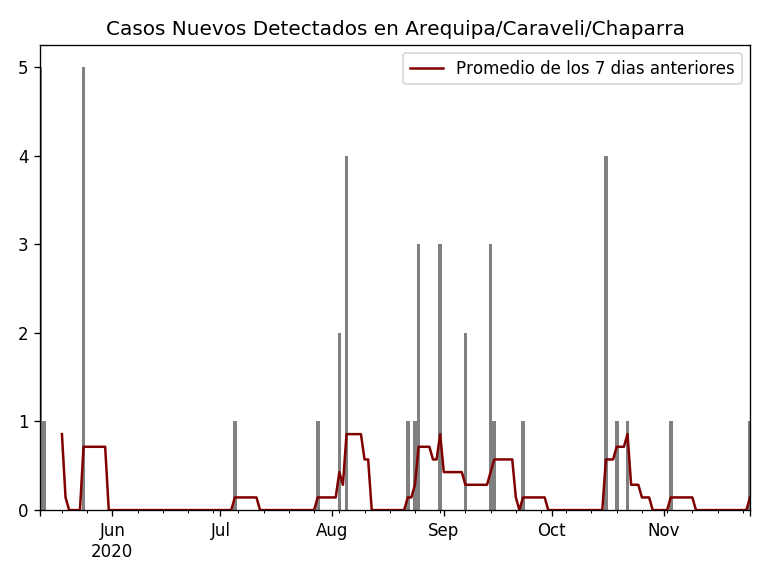 Casos Nuevos Detectados en Arequipa/Caraveli/Chaparra
Promedio de los 7 dias anteriores
5
4
3
2
1
0
Jun Jul Aug Sep Oct Nov
2020